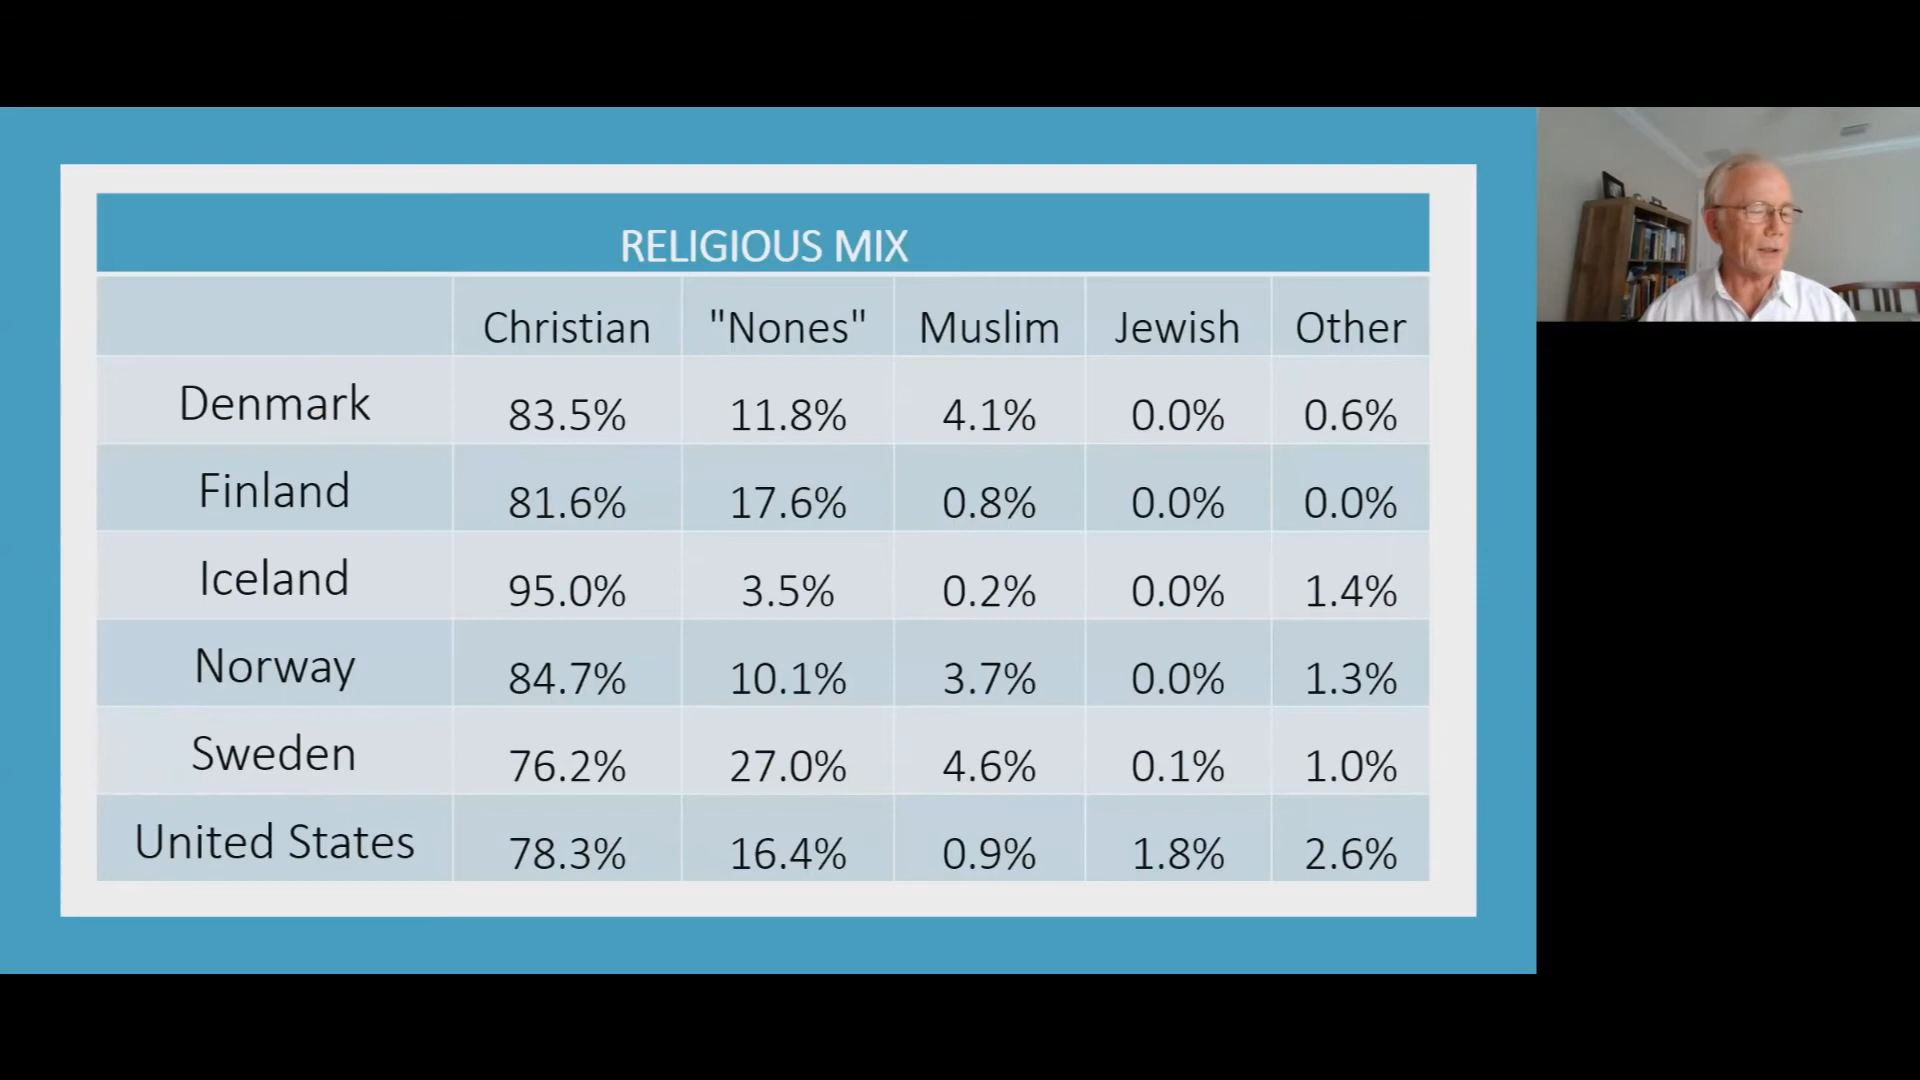 RELIGIOUS MIX
Christian "Nones" Muslim Jewish Other
Denmark 83.5% 11.8% 4.1% 0.0% 0.6%
Finland 81.6% 17.6% 0.8% 0.0% 0.0%
Iceland 95.0% 3.5% 0.2% 0.0% 1.4%
Norway 84.7% 10.1% 3.7% 0.0% 1.3%
Sweden 76.2% 27.0% 4.6% 0.1% 1.0%
United States 78.3% 16.4% 0.9% 1.8% 2.6%